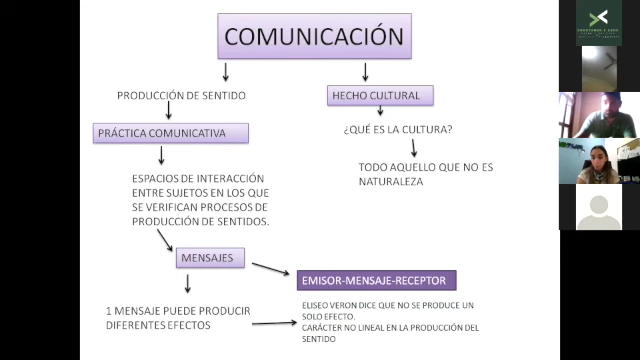 COMUNICACIÓN
PRODUCCIÓN DE SENTIDO
HECHO CULTURAL
PRÁCTICA COMUNICATIVA
¿QUÉ ES LA CULTURA?
TODO AQUELLO QUE NO ES
NATURALEZA
ESPACIOS DE INTERACCIÓN
ENTRE SUJETOS EN LOS QUE
SE VERIFICAN PROCESOS DE
PRODUCCIÓN DE SENTIDOS.
MENSAJES
EMISOR-MENSAJE-RECEPTOR
1 MENSAJE PUEDE PRODUCIR
DIFERENTES EFECTOS
ELISEO VERON DICE QUE NO SE PRODUCE UN
SOLO EFECTO.
CARÁCTER NO LINEAL EN LA PRODUCCIÓN DEL
SENTIDO